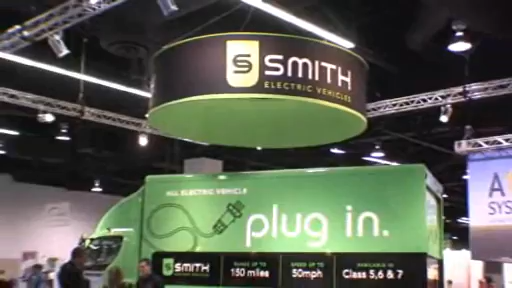 S SMITH
ELECTRIC VEHICLES
ALL ELECTRIC VEHICLE
plug in.
S SMITH
RANGE UP TO
150 miles
SPEED UP TO
50mph
AVAILABLE IN
Class 5,6 & 7
SYS